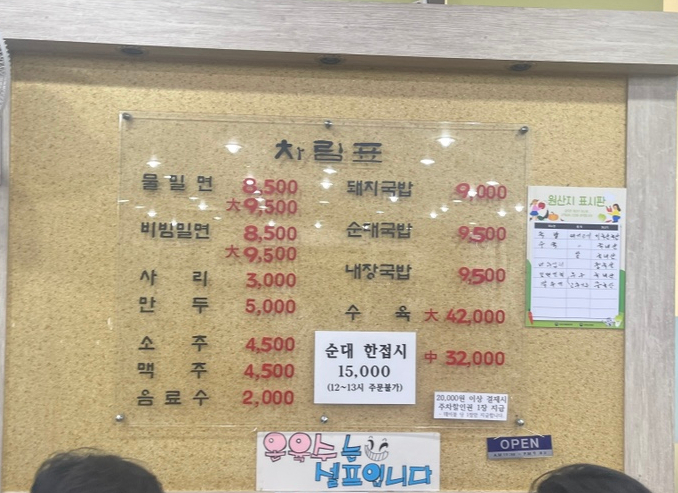 차림표
물밀면 8,500
大 9,500
비빔밀면 8,500
大 9,500
사리 3,000
만두 5,000
소주 4,500
맥주 4,500
음료수 2,000
돼지국밥 9,000
순대국밥 9,500
내장국밥 9,500
수육 大 42,000
中 32,000
순대 한접시
15,000
(12~13시 주문불가)
20,000원 이상 결제시
주차할인권 1장 지급
원산지 표시판
온육수는
셀프입니다
OPEN